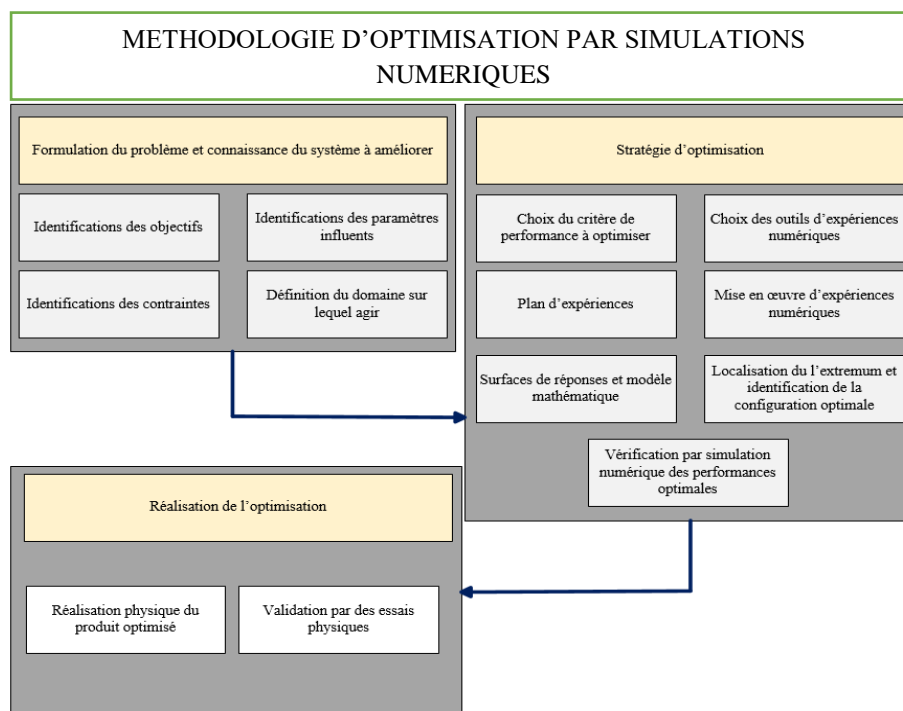 METHODOLOGIE D'OPTIMISATION PAR SIMULATIONS
NUMERIQUES
Formulation du problème et connaissance du système à améliorer
Identifications des objectifs
Identifications des paramètres
influents
Identifications des contraintes
Définition du domaine sur
lequel agir
Stratégie d'optimisation
Choix du critère de
performance à optimiser
Choix des outils d'expériences
numériques
Plan d'expériences
Mise en œuvre d'expériences
numériques
Surfaces de réponses et modèle
mathématique
Localisation du l'extremum et
identification de la
configuration optimale
Vérification par simulation
numérique des performances
optimales
Réalisation de l'optimisation
Réalisation physique du
produit optimisé
Validation par des essais
physiques